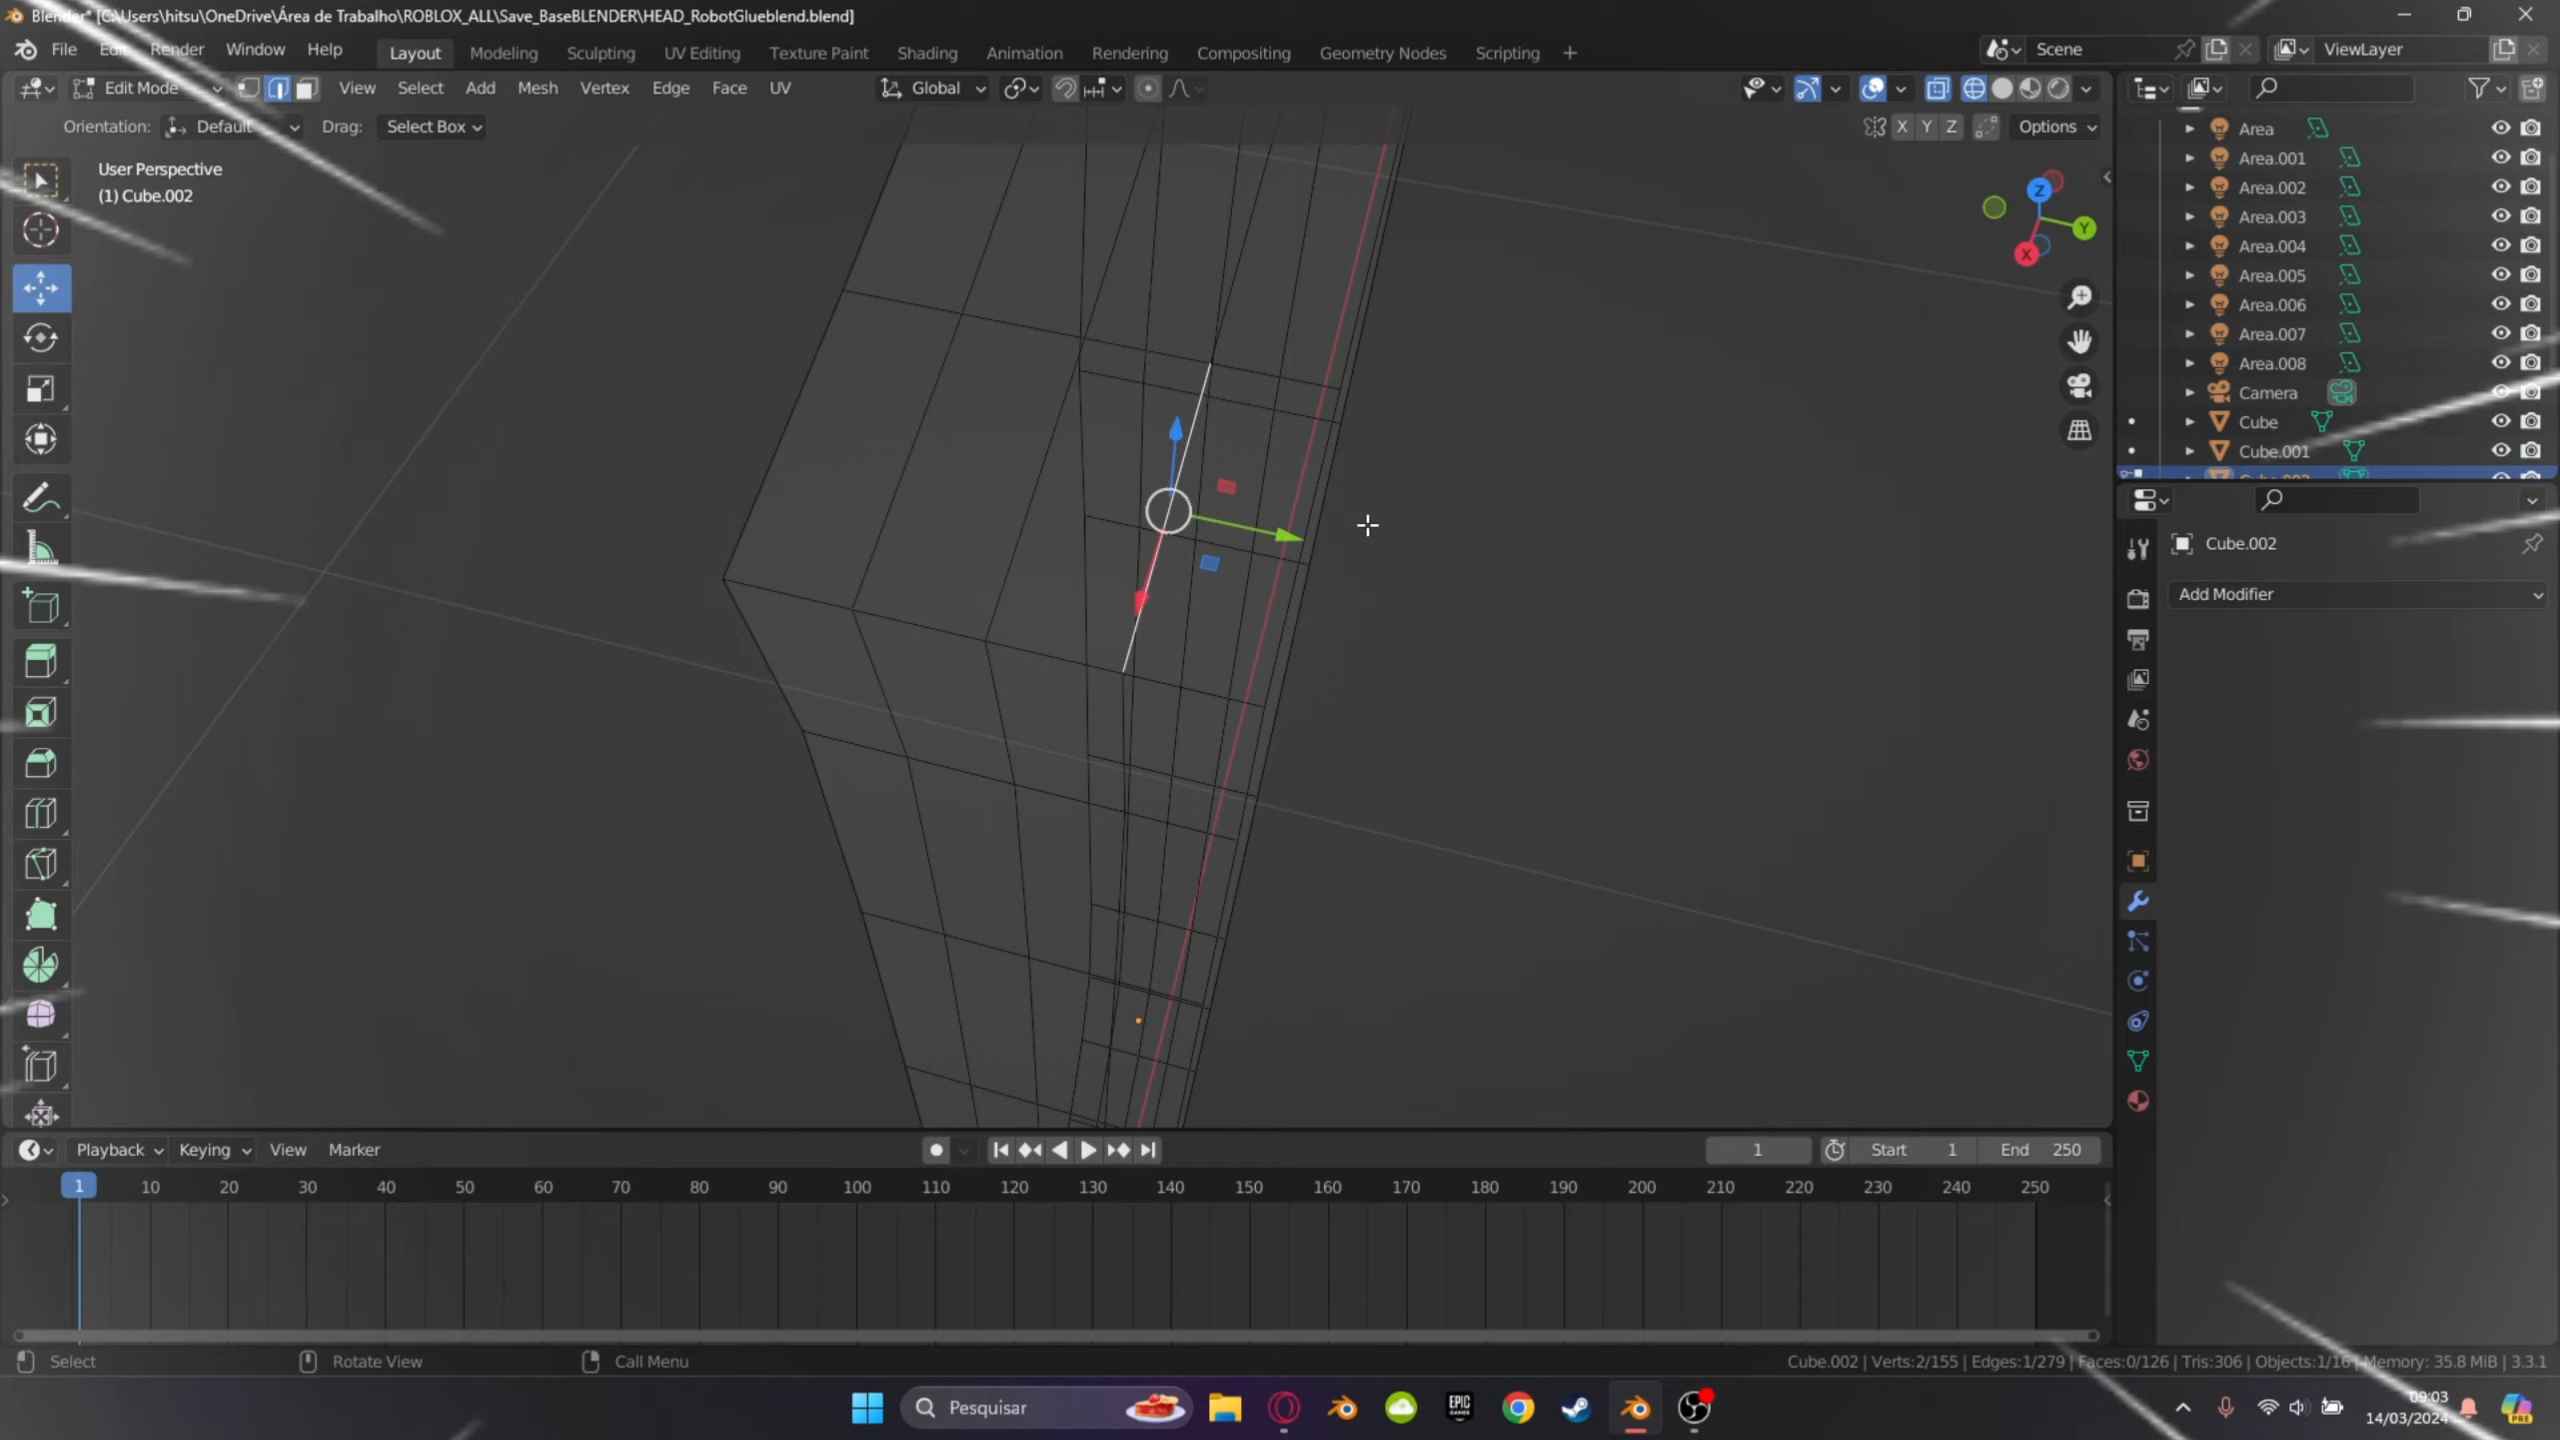 Blender* [C:\Users\hitsu\OneDrive\Área de Trabalho\ROBLOX_ALL\Save_BaseBLENDER\HEAD_RobotGlueblend.blend]
File Edit Render Window Help Layout Modeling Sculpting UV Editing Texture Paint Shading Animation Rendering Compositing Geometry Nodes Scripting + Scene ViewLayer
Edit Mode View Select Add Mesh Vertex Edge Face UV Global
Orientation: Default Drag: Select Box X Y Z Options
User Perspective
(1) Cube.002
Z
Y
X
Area
Area.001
Area.002
Area.003
Area.004
Area.005
Area.006
Area.007
Area.008
Camera
Cube
Cube.001
Cube.002
Cube.002
Add Modifier
Playback Keying View Marker 1 Start 1 End 250
1 10 20 30 40 50 60 70 80 90 100 110 120 130 140 150 160 170 180 190 200 210 220 230 240 250
Select Rotate View Call Menu Cube.002 | Verts:2/155 | Edges:1/279 | Faces:0/126 | Tris:306 | Objects:1/16 | Memory: 35.8 MiB | 3.3.1
Pesquisar
EPIC GAMES
09:03
14/03/2024
PRE